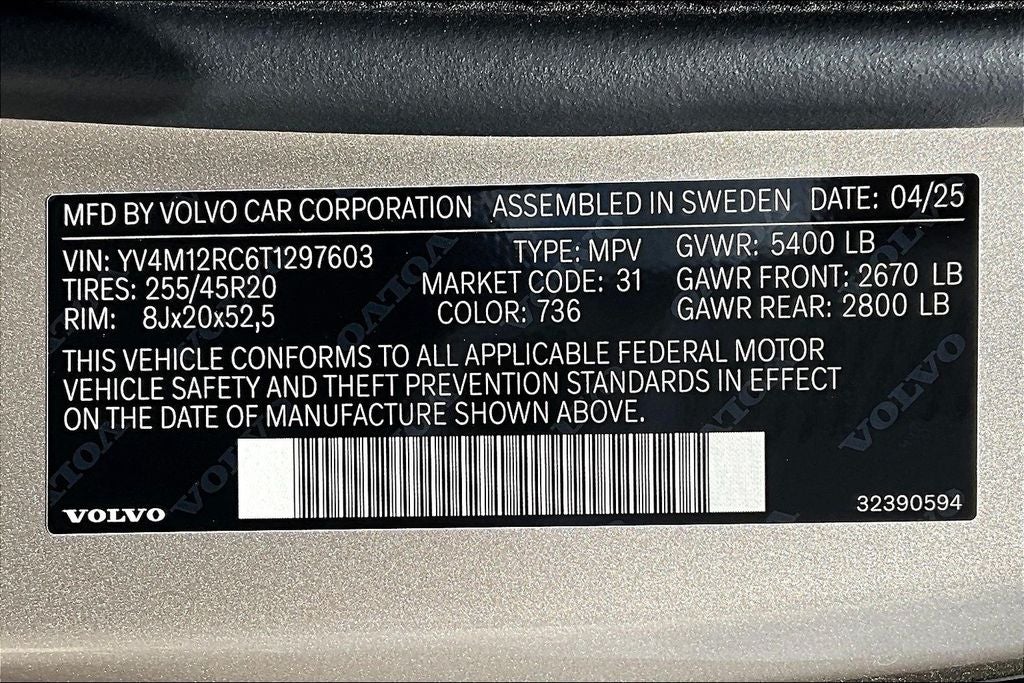 MFD BY VOLVO CAR CORPORATION ASSEMBLED IN SWEDEN DATE: 04/25
VIN: YV4M12RC6T1297603 TYPE: MPV GVWR: 5400 LB
TIRES: 255/45R20 MARKET CODE: 31 GAWR FRONT: 2670 LB
RIM: 8Jx20x52,5 COLOR: 736 GAWR REAR: 2800 LB
THIS VEHICLE CONFORMS TO ALL APPLICABLE FEDERAL MOTOR
VEHICLE SAFETY AND THEFT PREVENTION STANDARDS IN EFFECT
ON THE DATE OF MANUFACTURE SHOWN ABOVE.
VOLVO 32390594